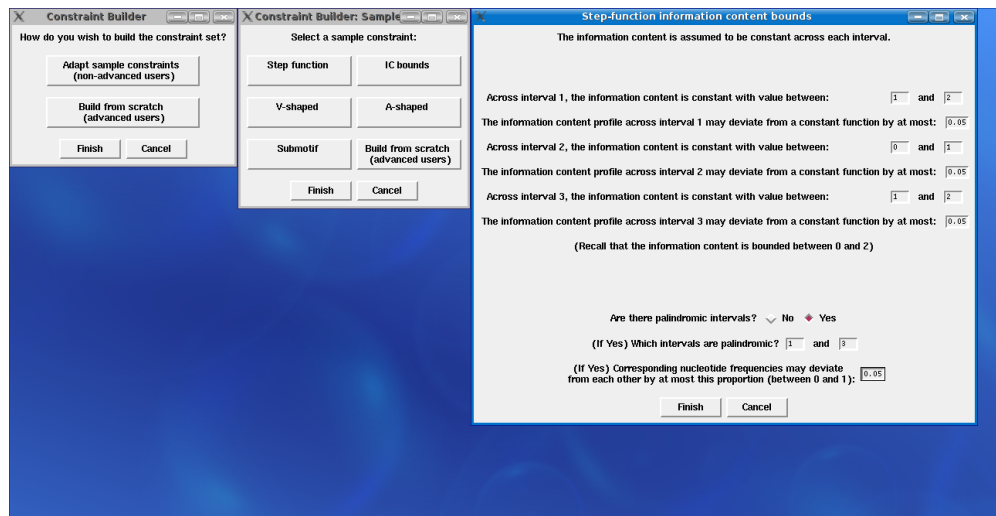 Constraint Builder
How do you wish to build the constraint set?
Adapt sample constraints
(non-advanced users)
Build from scratch
(advanced users)
Finish Cancel
Constraint Builder: Sample
Select a sample constraint:
Step function IC bounds
V-shaped A-shaped
Submotif Build from scratch
(advanced users)
Finish Cancel
Step-function information content bounds
The information content is assumed to be constant across each interval.
Across interval 1, the information content is constant with value between: 1 and 2
The information content profile across interval 1 may deviate from a constant function by at most: 0.05
Across interval 2, the information content is constant with value between: 0 and 1
The information content profile across interval 2 may deviate from a constant function by at most: 0.05
Across interval 3, the information content is constant with value between: 1 and 2
The information content profile across interval 3 may deviate from a constant function by at most: 0.05
(Recall that the information content is bounded between 0 and 2)
Are there palindromic intervals? No Yes
(If Yes) Which intervals are palindromic? 1 and 3
(If Yes) Corresponding nucleotide frequencies may deviate
from each other by at most this proportion (between 0 and 1): 0.05
Finish Cancel